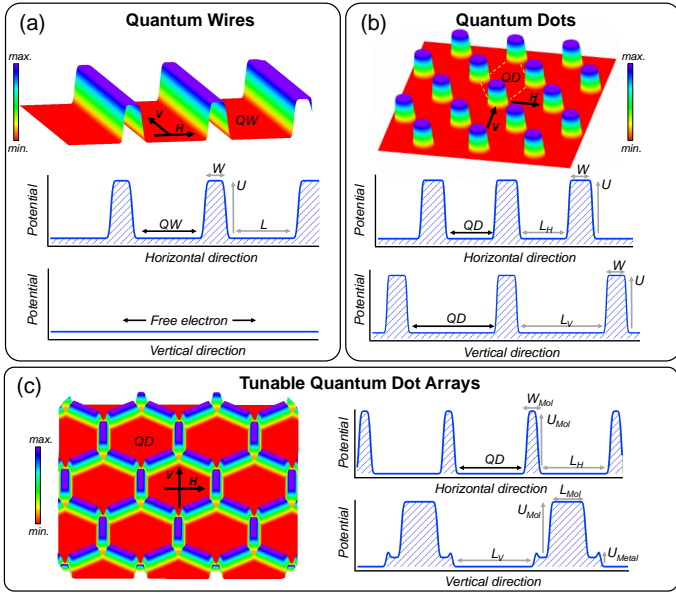 (a)
Quantum Wires
max.
min.
V
H
QW
Potential
W
U
QW
L
Horizontal direction
Potential
Free electron
Vertical direction
(b)
Quantum Dots
QD
H
V
max.
min.
Potential
W
U
QD
L_H
Horizontal direction
Potential
W
U
QD
L_V
Vertical direction
(c)
Tunable Quantum Dot Arrays
max.
min.
QD
V
H
Potential
W_Mol
U_Mol
QD
L_H
Horizontal direction
Potential
L_Mol
U_Mol
L_V
U_Metal
Vertical direction